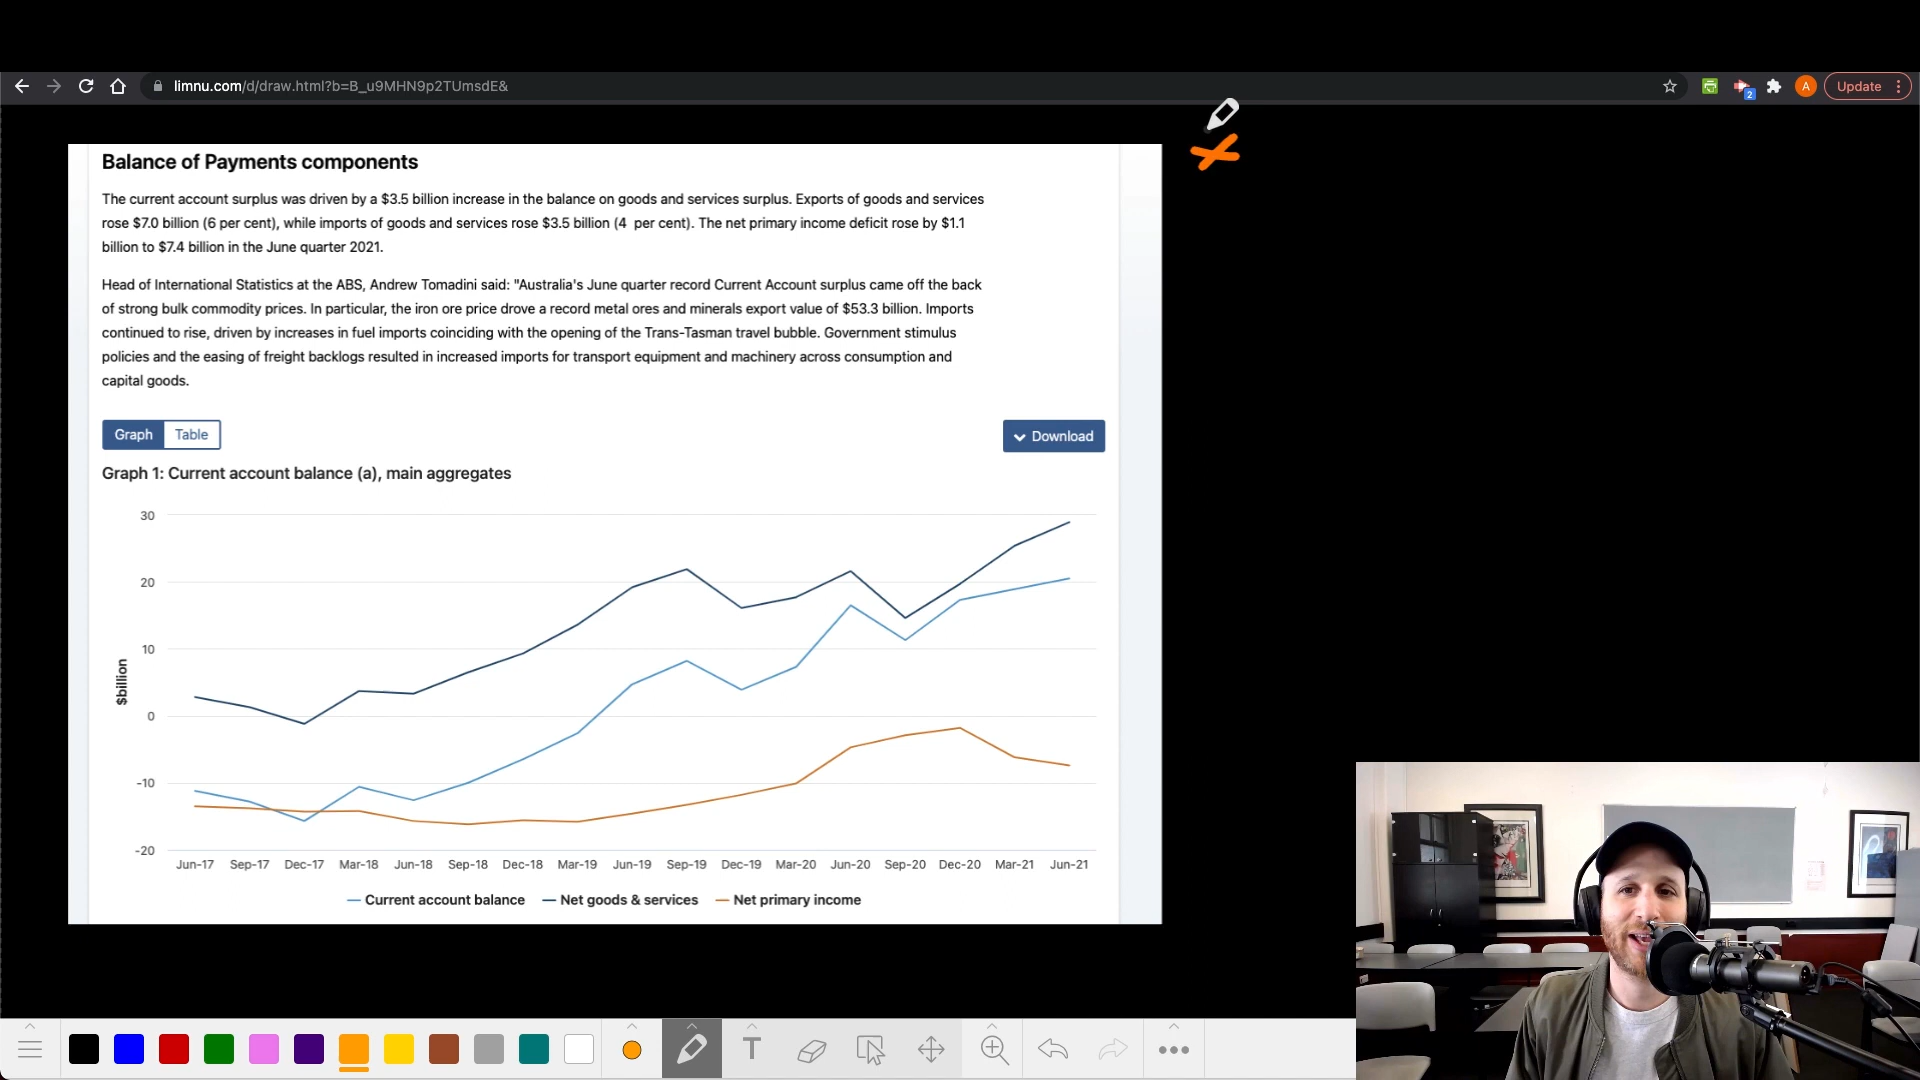 limnu.com/d/draw.html?b=B_u9MHN9p2TUmsdE&
2
A
Update
Balance of Payments components
The current account surplus was driven by a $3.5 billion increase in the balance on goods and services surplus. Exports of goods and services
rose $7.0 billion (6 per cent), while imports of goods and services rose $3.5 billion (4 per cent). The net primary income deficit rose by $1.1
billion to $7.4 billion in the June quarter 2021.
Head of International Statistics at the ABS, Andrew Tomadini said: "Australia's June quarter record Current Account surplus came off the back
of strong bulk commodity prices. In particular, the iron ore price drove a record metal ores and minerals export value of $53.3 billion. Imports
continued to rise, driven by increases in fuel imports coinciding with the opening of the Trans-Tasman travel bubble. Government stimulus
policies and the easing of freight backlogs resulted in increased imports for transport equipment and machinery across consumption and
capital goods.
Graph Table
Download
Graph 1: Current account balance (a), main aggregates
30
20
10
0
-10
-20
$billion
Jun-17 Sep-17 Dec-17 Mar-18 Jun-18 Sep-18 Dec-18 Mar-19 Jun-19 Sep-19 Dec-19 Mar-20 Jun-20 Sep-20 Dec-20 Mar-21 Jun-21
Current account balance Net goods & services Net primary income
T